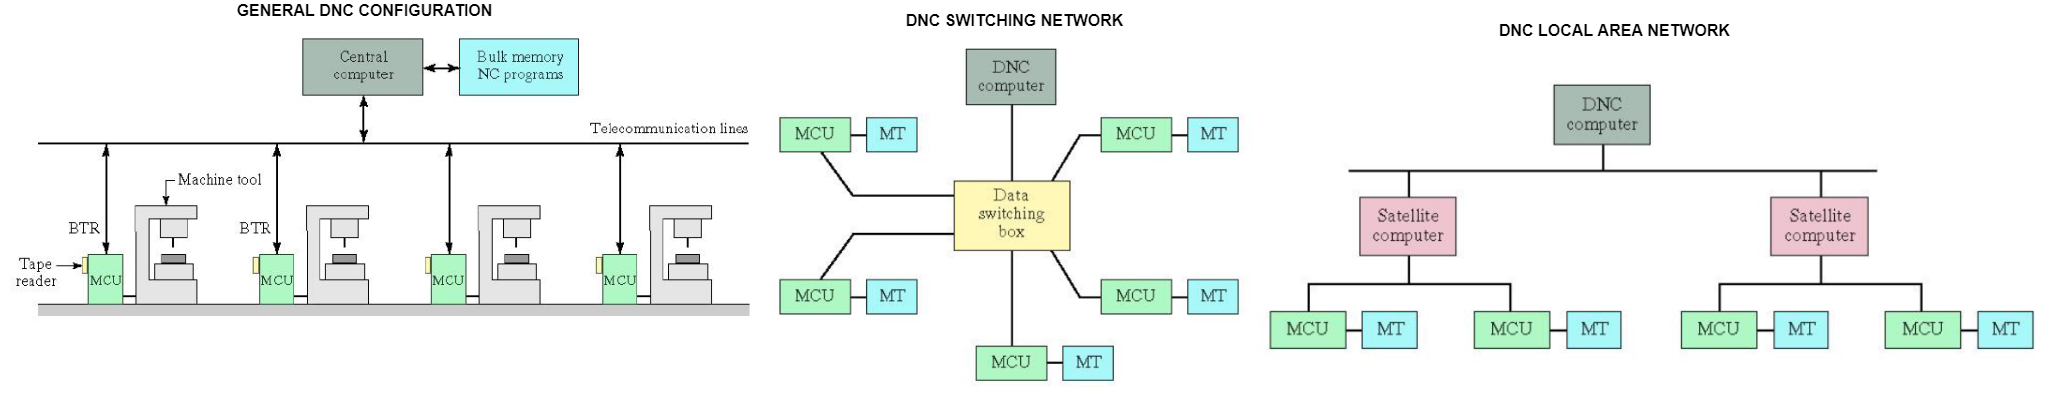 GENERAL DNC CONFIGURATION
Central
computer
Bulk memory
NC programs
Telecommunication lines
Machine tool
BTR
BTR
Tape
reader
MCU
MCU
MCU
MCU
DNC SWITCHING NETWORK
DNC
computer
MCU
MT
MCU
MT
Data
switching
box
MCU
MT
MCU
MT
MCU
MT
DNC LOCAL AREA NETWORK
DNC
computer
Satellite
computer
Satellite
computer
MCU
MT
MCU
MT
MCU
MT
MCU
MT